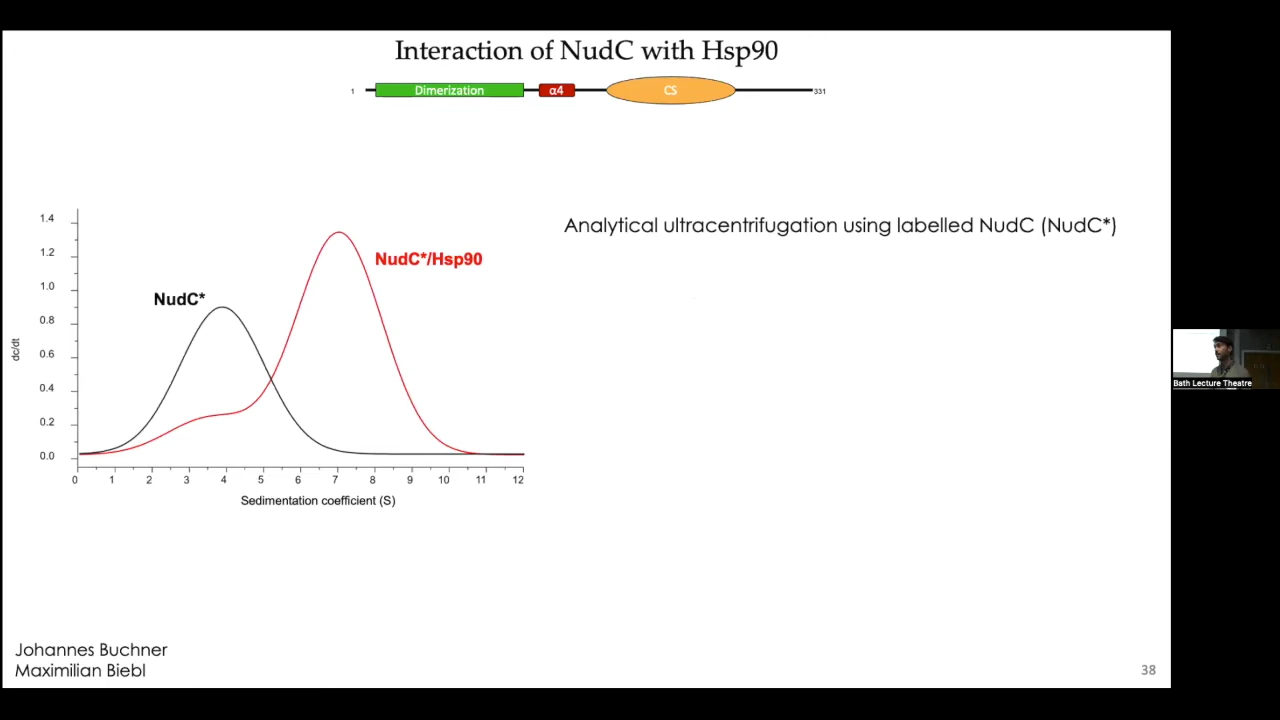 Interaction of NudC with Hsp90
1 Dimerization α4 CS 331
Analytical ultracentrifugation using labelled NudC (NudC*)
NudC*/Hsp90
NudC*
dc/dt
1.4
1.2
1.0
0.8
0.6
0.4
0.2
0.0
0 1 2 3 4 5 6 7 8 9 10 11 12
Sedimentation coefficient (S)
Bath Lecture Theatre
Johannes Buchner
Maximilian Biebl
38